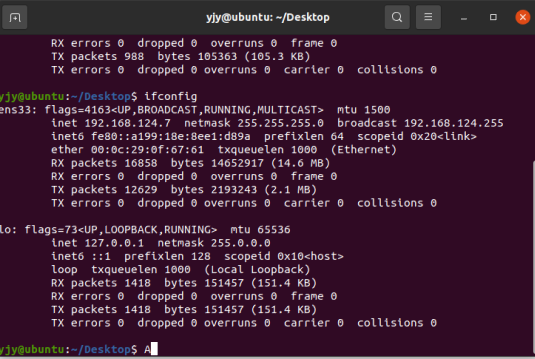 yjy@ubuntu: ~/Desktop
RX errors 0  dropped 0  overruns 0  frame 0
TX packets 988  bytes 105363 (105.3 KB)
TX errors 0  dropped 0 overruns 0  carrier 0  collisions 0
yjy@ubuntu:~/Desktop$ ifconfig
ens33: flags=4163<UP,BROADCAST,RUNNING,MULTICAST>  mtu 1500
inet 192.168.124.7  netmask 255.255.255.0  broadcast 192.168.124.255
inet6 fe80::a199:18e:8ee1:d89a  prefixlen 64  scopeid 0x20<link>
ether 00:0c:29:0f:67:61  txqueuelen 1000  (Ethernet)
RX packets 16858  bytes 14652917 (14.6 MB)
RX errors 0  dropped 0  overruns 0  frame 0
TX packets 12629  bytes 2193243 (2.1 MB)
TX errors 0  dropped 0 overruns 0  carrier 0  collisions 0
lo: flags=73<UP,LOOPBACK,RUNNING>  mtu 65536
inet 127.0.0.1  netmask 255.0.0.0
inet6 ::1  prefixlen 128  scopeid 0x10<host>
loop  txqueuelen 1000  (Local Loopback)
RX packets 1418  bytes 151457 (151.4 KB)
RX errors 0  dropped 0  overruns 0  frame 0
TX packets 1418  bytes 151457 (151.4 KB)
TX errors 0  dropped 0 overruns 0  carrier 0  collisions 0
yjy@ubuntu:~/Desktop$ A